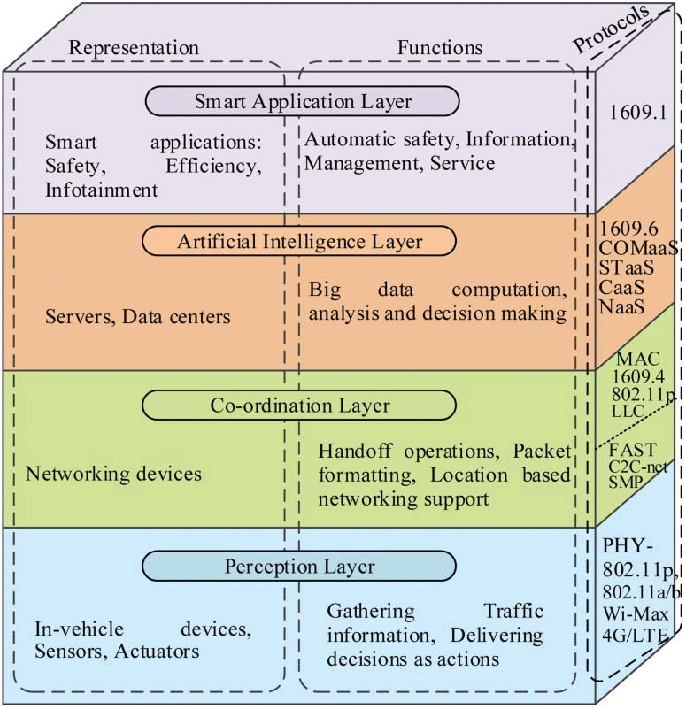 Representation
Functions
Protocols
Smart Application Layer
Smart applications:
Safety, Efficiency,
Infotainment
Automatic safety, Information,
Management, Service
1609.1
Artificial Intelligence Layer
Servers, Data centers
Big data computation,
analysis and decision making
1609.6
COMaaS
STaaS
CaaS
NaaS
Co-ordination Layer
Networking devices
Handoff operations, Packet
formatting, Location based
networking support
MAC
1609.4
802.11p
LLC
FAST
C2C-net
SMP
Perception Layer
In-vehicle devices,
Sensors, Actuators
Gathering Traffic
information, Delivering
decisions as actions
PHY-
802.11p,
802.11a/b
Wi-Max
4G/LTE